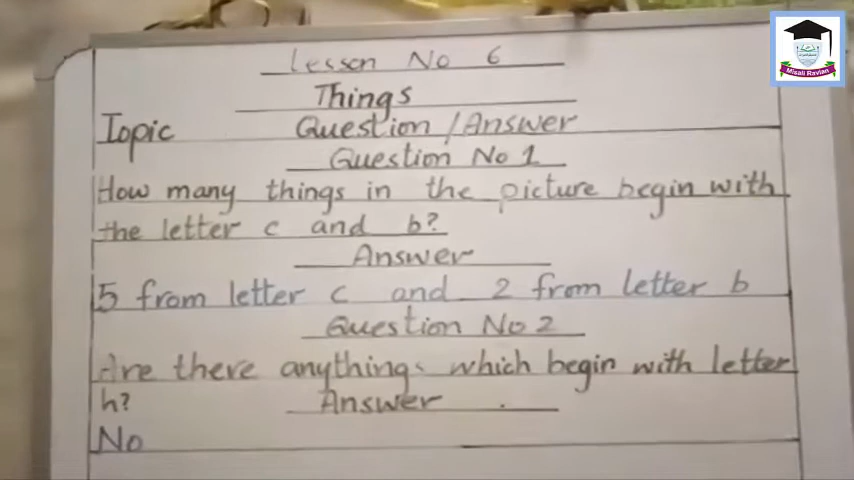 Lesson No 6
Things
Topic Question/Answer
Question No 1
How many things in the picture begin with
the letter c and b?
Answer
5 from letter c and 2 from letter b
Question No 2
Are there anythings which begin with letter
h? Answer
No
Misali Ravian